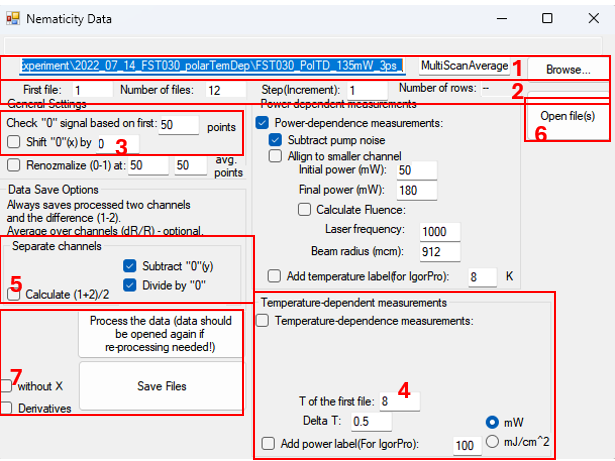 Nematicity Data
Experiment\2022_07_14_FST030_polarTemDep\FST030_PolTD_135mW_3ps_ MultiScanAverage 1 Browse...
First file: 1 Number of files: 12 Step(Increment): 1 Number of rows: -- 2
General Settings
Power dependent measurements:
Open file(s)
6
Check "0" signal based on first: 50 points
Shift "0"(x) by 0
3
Renozmalize (0-1) at: 50 50 avg. points
Power-dependence measurements:
Subtract pump noise
Allign to smaller channel
Initial power (mW): 50
Final power (mW): 180
Calculate Fluence:
Laser frequency: 1000
Beam radius (mcm): 912
Add temperature label(for IgorPro): 8 K
Data Save Options
Always saves processed two channels
and the difference (1-2).
Average over channels (dR/R) - optional.
Separate channels
Subtract "0"(y)
5
Divide by "0"
Calculate (1+2)/2
Temperature-dependent measurements
Temperature-dependence measurements:
4
T of the first file: 8
Delta T: 0.5
mW
mJ/cm^2
Add power label(For IgorPro): 100
Process the data (data should
be opened again if
re-processing needed!)
7
without X
Save Files
Derivatives